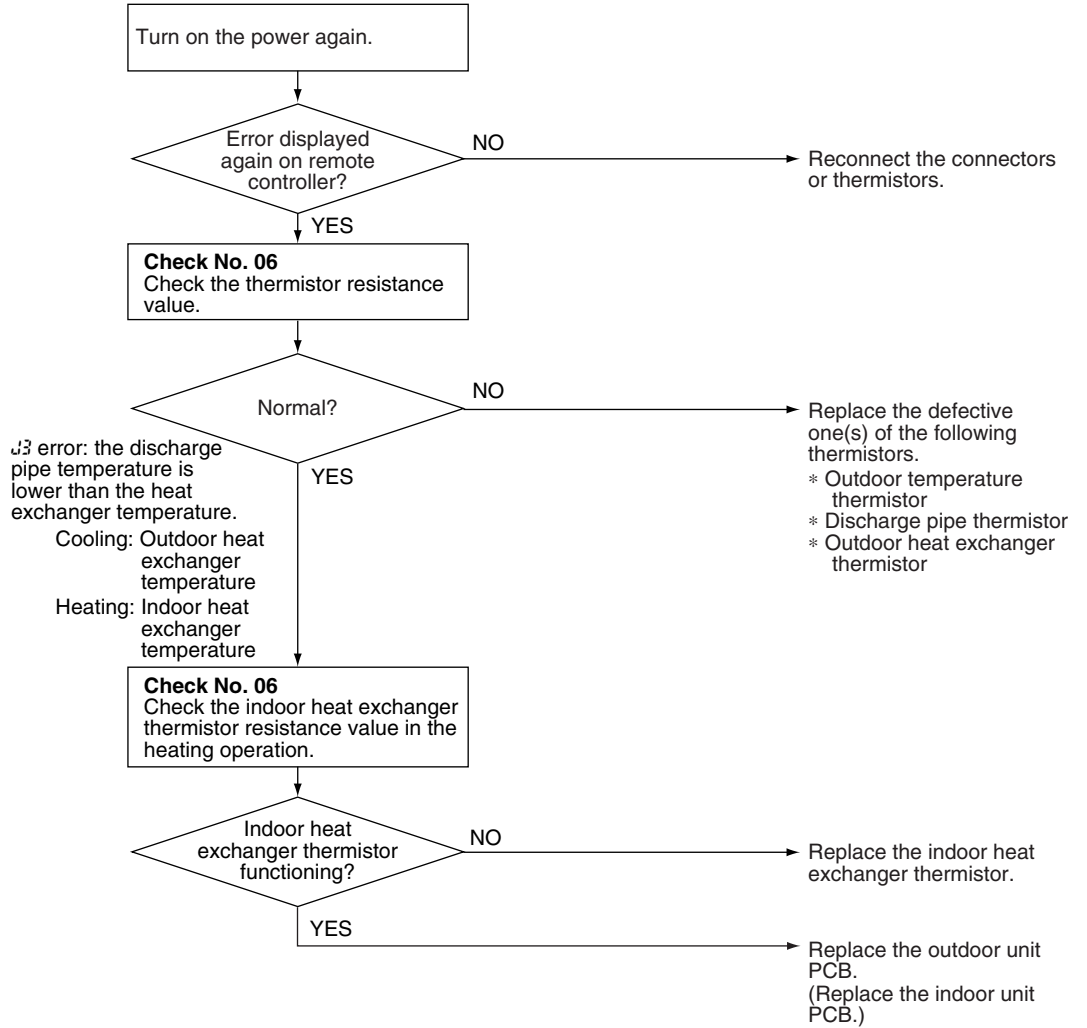 Turn on the power again.
Error displayed
again on remote
controller?
NO
Reconnect the connectors
or thermistors.
YES
Check No. 06
Check the thermistor resistance
value.
Normal?
NO
Replace the defective
one(s) of the following
thermistors.
* Outdoor temperature
thermistor
* Discharge pipe thermistor
* Outdoor heat exchanger
thermistor
YES
J3 error: the discharge
pipe temperature is
lower than the heat
exchanger temperature.
Cooling: Outdoor heat
exchanger
temperature
Heating: Indoor heat
exchanger
temperature
Check No. 06
Check the indoor heat exchanger
thermistor resistance value in the
heating operation.
Indoor heat
exchanger thermistor
functioning?
NO
Replace the indoor heat
exchanger thermistor.
YES
Replace the outdoor unit
PCB.
(Replace the indoor unit
PCB.)